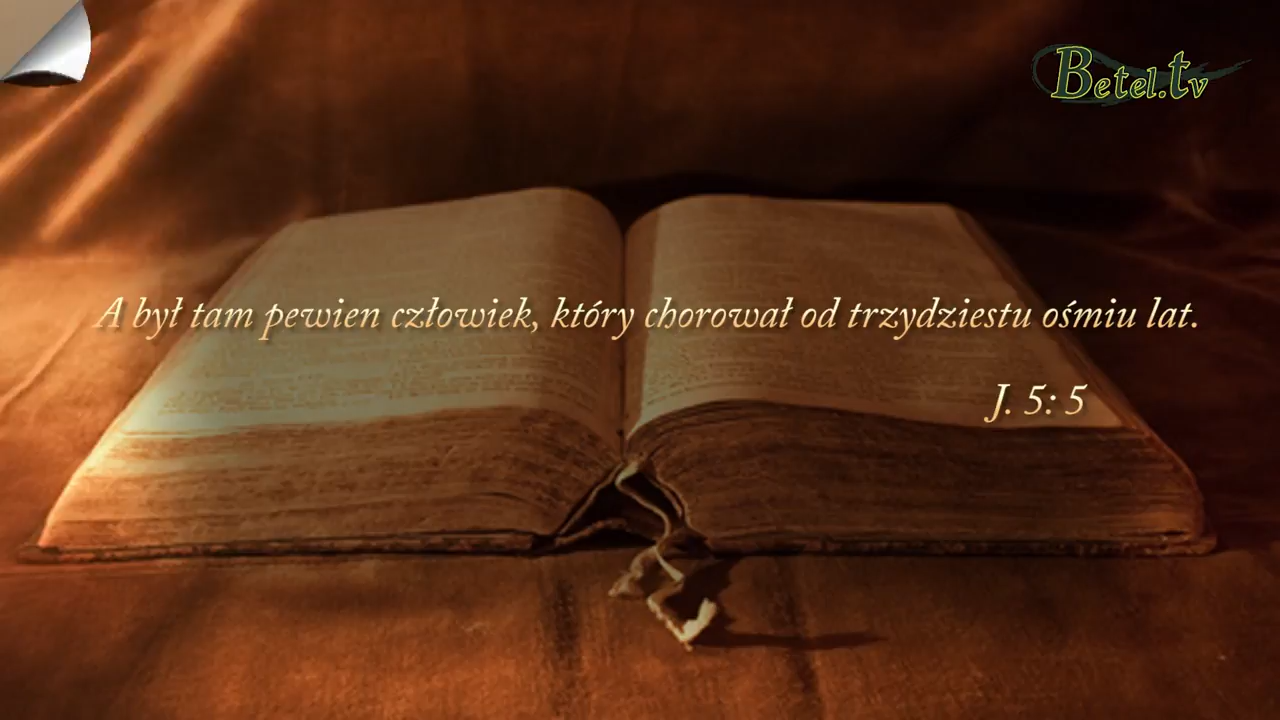 Betel.tv
A był tam pewien człowiek, który chorował od trzydziestu ośmiu lat.
J. 5: 5